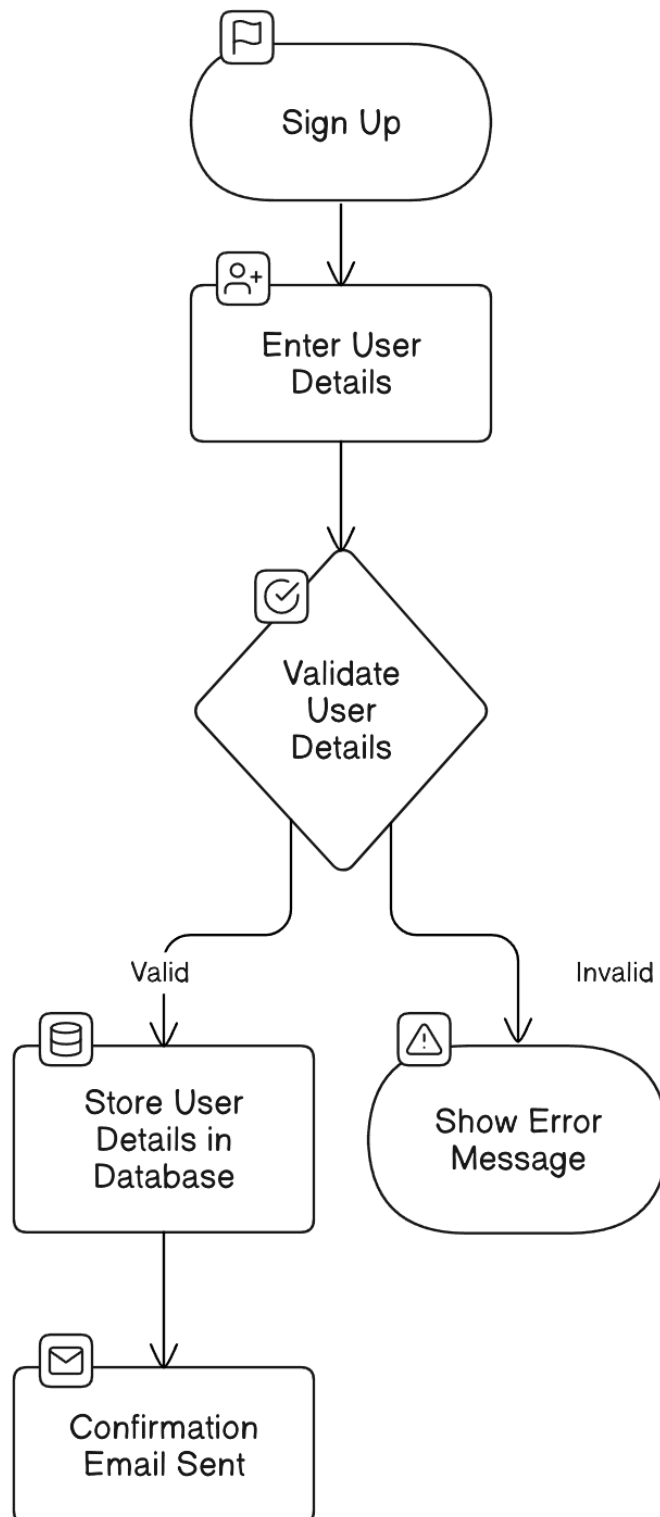 Sign Up
Enter User
Details
Validate
User
Details
Valid
Invalid
Store User
Details in
Database
Show Error
Message
Confirmation
Email Sent